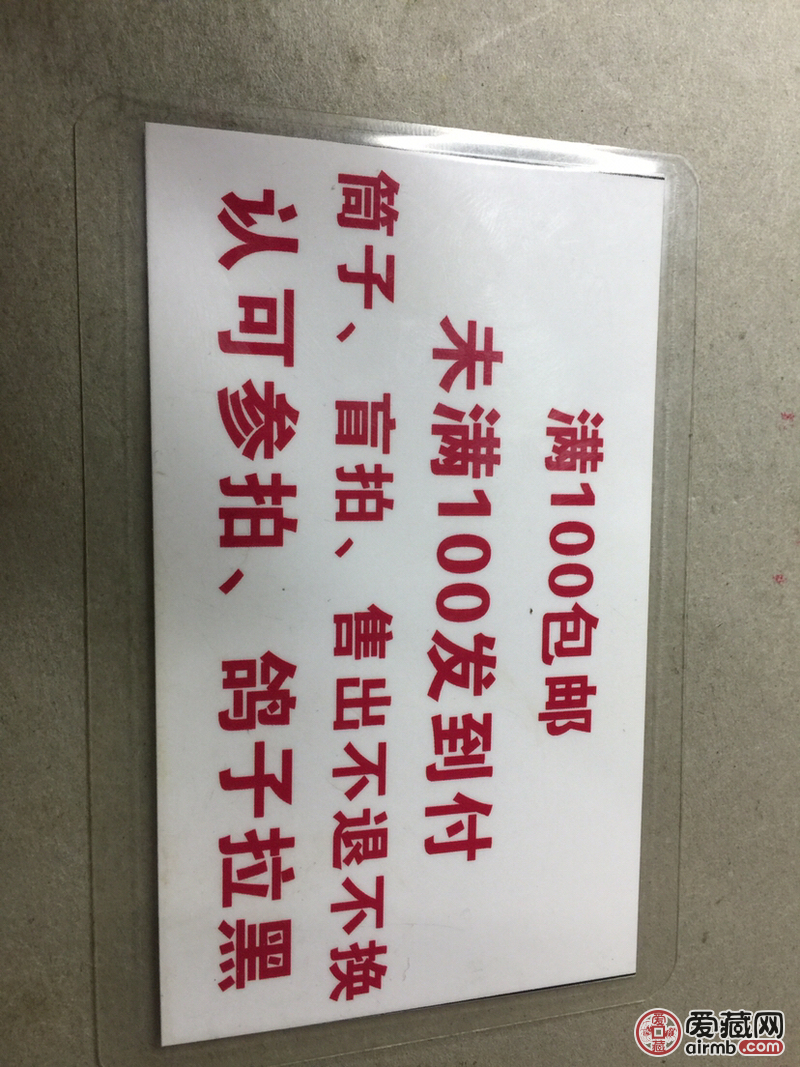 满100包邮
未满100发到付
筒子、盲拍、售出不退不换
认可参拍、鸽子拉黑
爱藏网
airmb.com